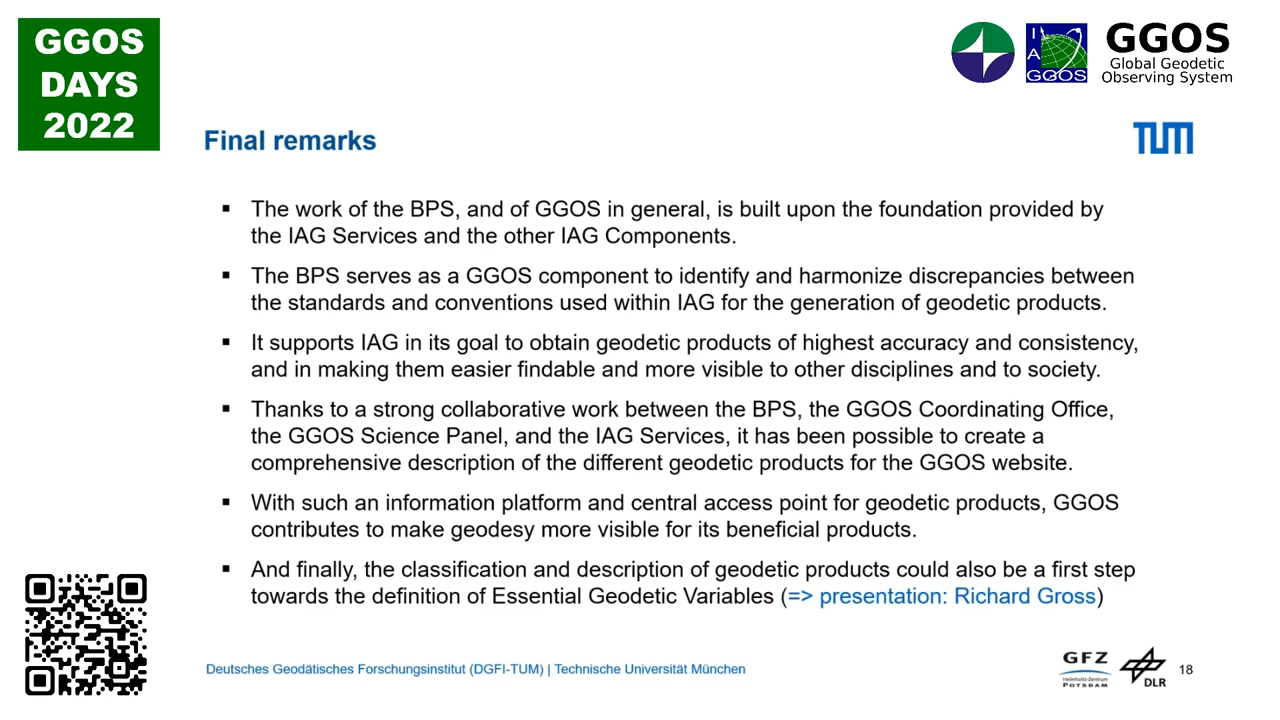 GGOS
DAYS
2022
I
A
GGOS
GGOS
Global Geodetic
Observing System
Final remarks
TUM
▪ The work of the BPS, and of GGOS in general, is built upon the foundation provided by
the IAG Services and the other IAG Components.
▪ The BPS serves as a GGOS component to identify and harmonize discrepancies between
the standards and conventions used within IAG for the generation of geodetic products.
▪ It supports IAG in its goal to obtain geodetic products of highest accuracy and consistency,
and in making them easier findable and more visible to other disciplines and to society.
▪ Thanks to a strong collaborative work between the BPS, the GGOS Coordinating Office,
the GGOS Science Panel, and the IAG Services, it has been possible to create a
comprehensive description of the different geodetic products for the GGOS website.
▪ With such an information platform and central access point for geodetic products, GGOS
contributes to make geodesy more visible for its beneficial products.
▪ And finally, the classification and description of geodetic products could also be a first step
towards the definition of Essential Geodetic Variables (=> presentation: Richard Gross)
Deutsches Geodätisches Forschungsinstitut (DGFI-TUM) | Technische Universität München
GFZ
Helmholtz-Zentrum
POTSDAM
DLR
18